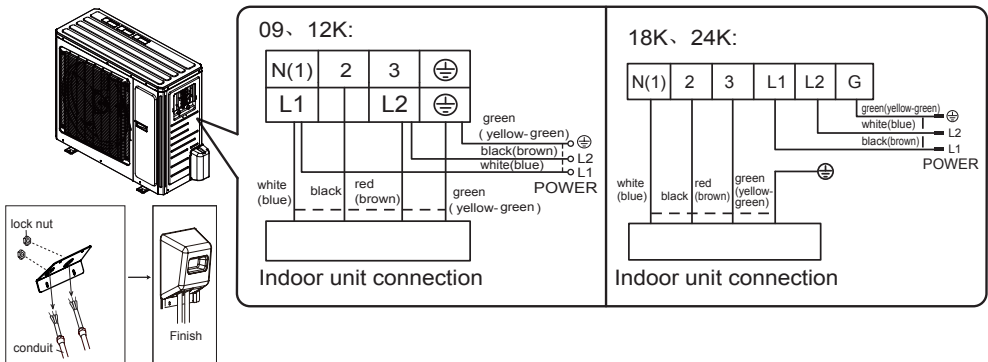 09、12K:
N(1) 2 3
L1 L2
green
(yellow-green)
black(brown) L2
white(blue) L1
POWER
white
(blue)
black
red
(brown)
green
(yellow-green)
Indoor unit connection
18K、24K:
N(1) 2 3 L1 L2 G
green(yellow-green)
white(blue) L2
black(brown) L1
POWER
white
(blue)
black
red
(brown)
green
(yellow-
green)
Indoor unit connection
lock nut
conduit
Finish